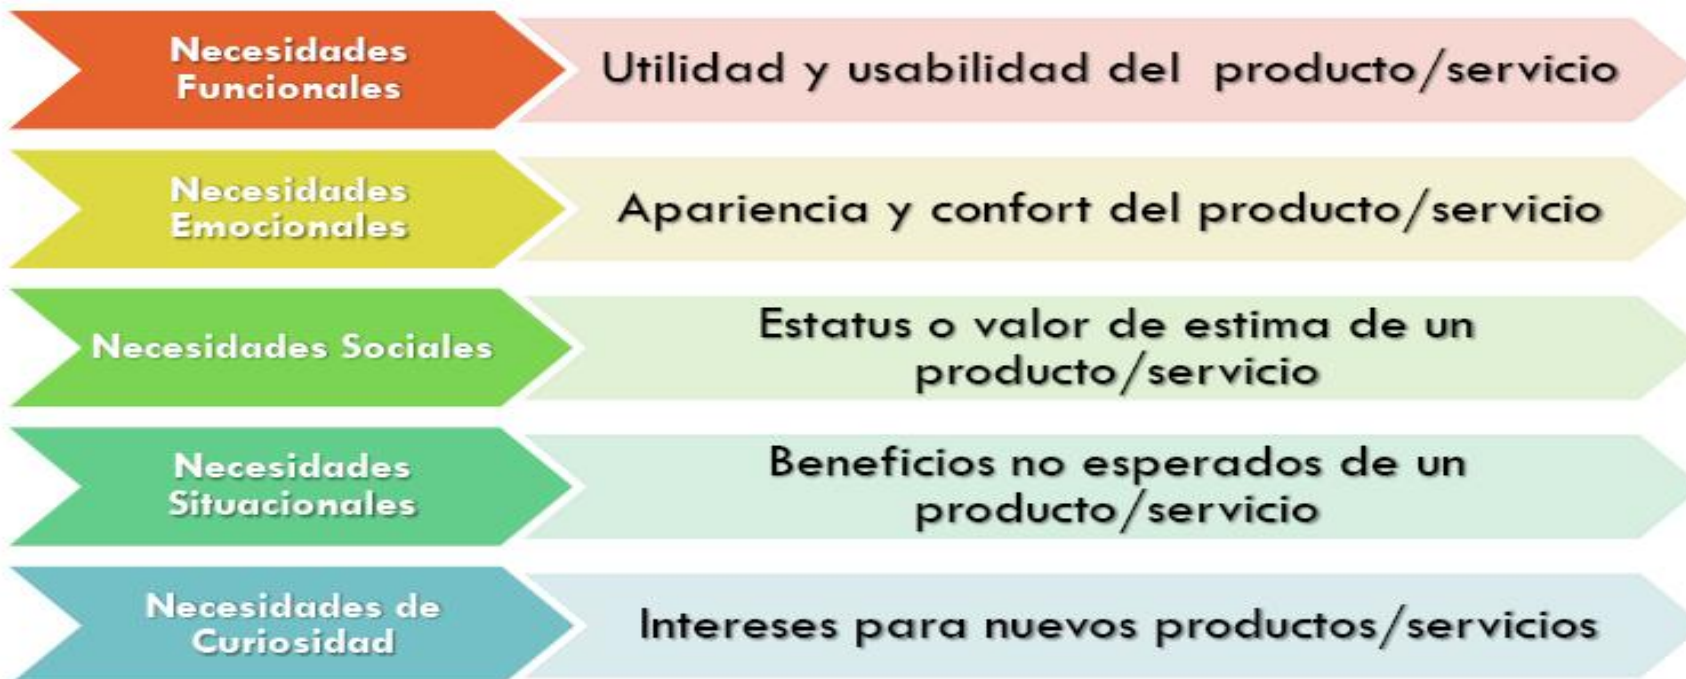 Necesidades
Funcionales
Utilidad y usabilidad del producto/servicio
Necesidades
Emocionales
Apariencia y confort del producto/servicio
Necesidades Sociales
Estatus o valor de estima de un
producto/servicio
Necesidades
Situacionales
Beneficios no esperados de un
producto/servicio
Necesidades de
Curiosidad
Intereses para nuevos productos/servicios